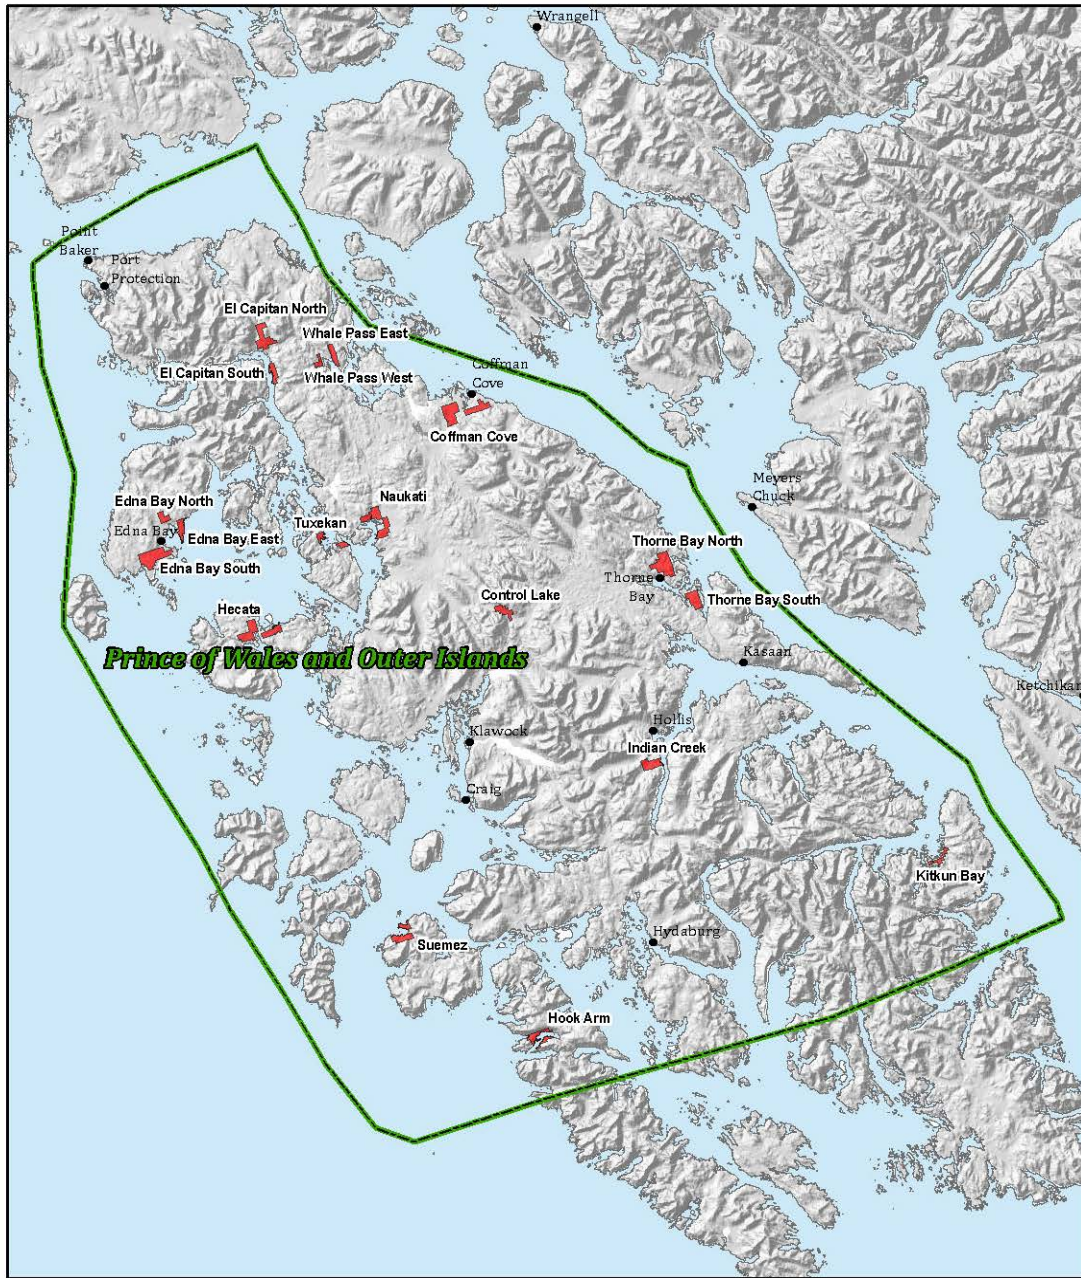 Wrangell
Point
Baker
Port
Protection
El Capitan North
Whale Pass East
El Capitan South
Whale Pass West
Coffman
Cove
Coffman Cove
Meyers
Chuck
Edna Bay North
Naukati
Tuxekan
Edna Bay
Edna Bay East
Edna Bay South
Thorne Bay North
Thorne
Bay
Thorne Bay South
Control Lake
Hecata
Prince of Wales and Outer Islands
Kasaan
Ketchikan
Klawock
Hollis
Indian Creek
Craig
Kitkun Bay
Suemez
Hydaburg
Hook Arm